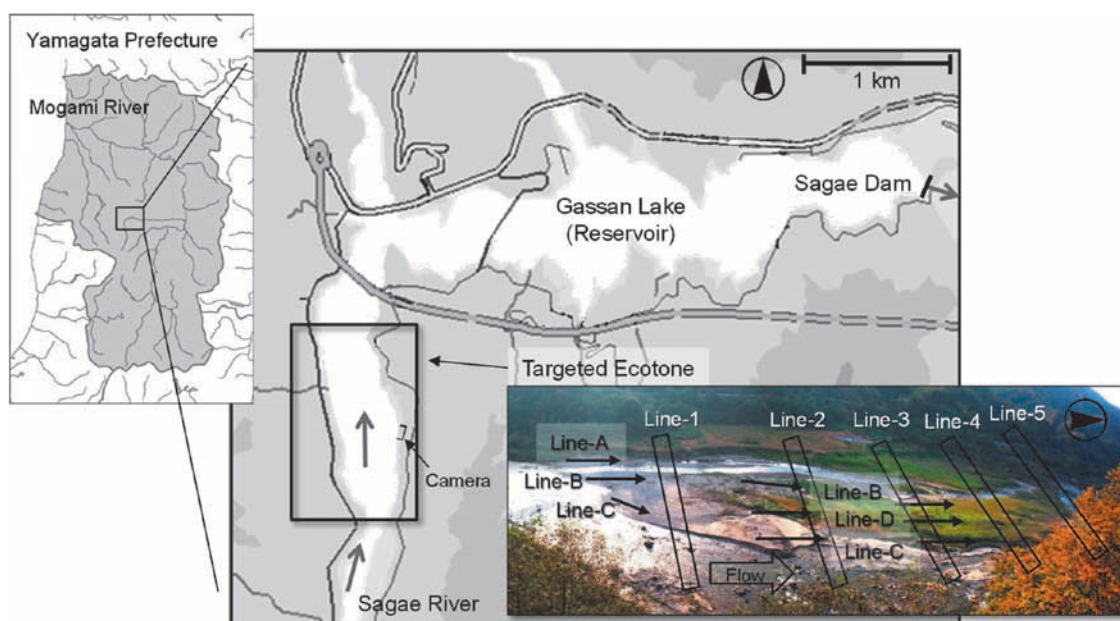 Yamagata Prefecture
Mogami River
1 km
Sagae Dam
Gassan Lake
(Reservoir)
Targeted Ecotone
Camera
Sagae River
Line-1
Line-2
Line-3
Line-4
Line-5
Line-A
Line-B
Line-C
Line-B
Line-D
Line-C
Flow